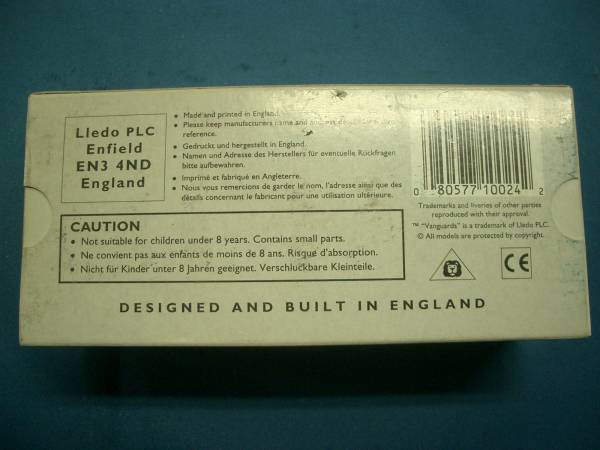 Lledo PLC
Enfield
EN3 4ND
England
• Made and printed in England.
• Please keep manufacturers name and
reference.
• Gedruckt und hergestellt in England.
• Namen und Adresse des Herstellers für eventuelle Rückfragen
bitte aufbewahren.
• Imprimé et fabriqué en Angleterre.
• Nous vous remercions de garder le nom, l'adresse ainsi que des
détails concernant le fabricant pour une utilisation ultérieure.
0 80577 10024 2
Trademarks and liveries of other parties
reproduced with their approval.
™ "Vanguards" is a trademark of Lledo PLC.
© All models are protected by copyright.
CAUTION
• Not suitable for children under 8 years. Contains small parts.
• Ne convient pas aux enfants de moins de 8 ans. Risque d'absorption.
• Nicht für Kinder unter 8 Jahren geeignet. Verschluckbare Kleinteile.
CE
DESIGNED AND BUILT IN ENGLAND